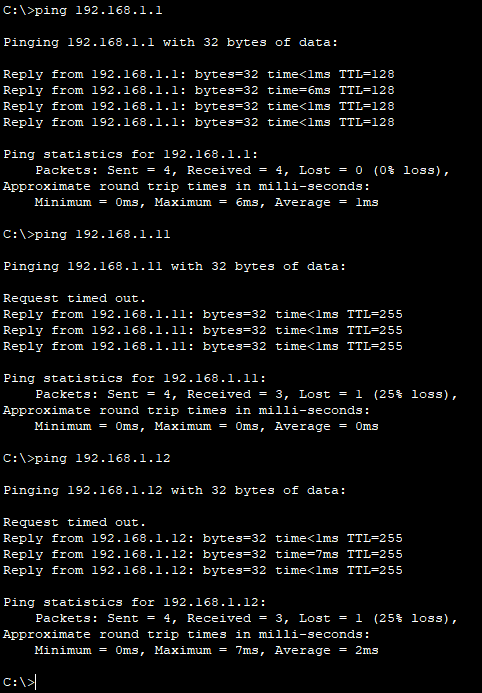 C:\>ping 192.168.1.1
Pinging 192.168.1.1 with 32 bytes of data:
Reply from 192.168.1.1: bytes=32 time<1ms TTL=128
Reply from 192.168.1.1: bytes=32 time=6ms TTL=128
Reply from 192.168.1.1: bytes=32 time<1ms TTL=128
Reply from 192.168.1.1: bytes=32 time<1ms TTL=128
Ping statistics for 192.168.1.1:
    Packets: Sent = 4, Received = 4, Lost = 0 (0% loss),
Approximate round trip times in milli-seconds:
    Minimum = 0ms, Maximum = 6ms, Average = 1ms
C:\>ping 192.168.1.11
Pinging 192.168.1.11 with 32 bytes of data:
Request timed out.
Reply from 192.168.1.11: bytes=32 time<1ms TTL=255
Reply from 192.168.1.11: bytes=32 time<1ms TTL=255
Reply from 192.168.1.11: bytes=32 time<1ms TTL=255
Ping statistics for 192.168.1.11:
    Packets: Sent = 4, Received = 3, Lost = 1 (25% loss),
Approximate round trip times in milli-seconds:
    Minimum = 0ms, Maximum = 0ms, Average = 0ms
C:\>ping 192.168.1.12
Pinging 192.168.1.12 with 32 bytes of data:
Request timed out.
Reply from 192.168.1.12: bytes=32 time<1ms TTL=255
Reply from 192.168.1.12: bytes=32 time=7ms TTL=255
Reply from 192.168.1.12: bytes=32 time<1ms TTL=255
Ping statistics for 192.168.1.12:
    Packets: Sent = 4, Received = 3, Lost = 1 (25% loss),
Approximate round trip times in milli-seconds:
    Minimum = 0ms, Maximum = 7ms, Average = 2ms
C:\>